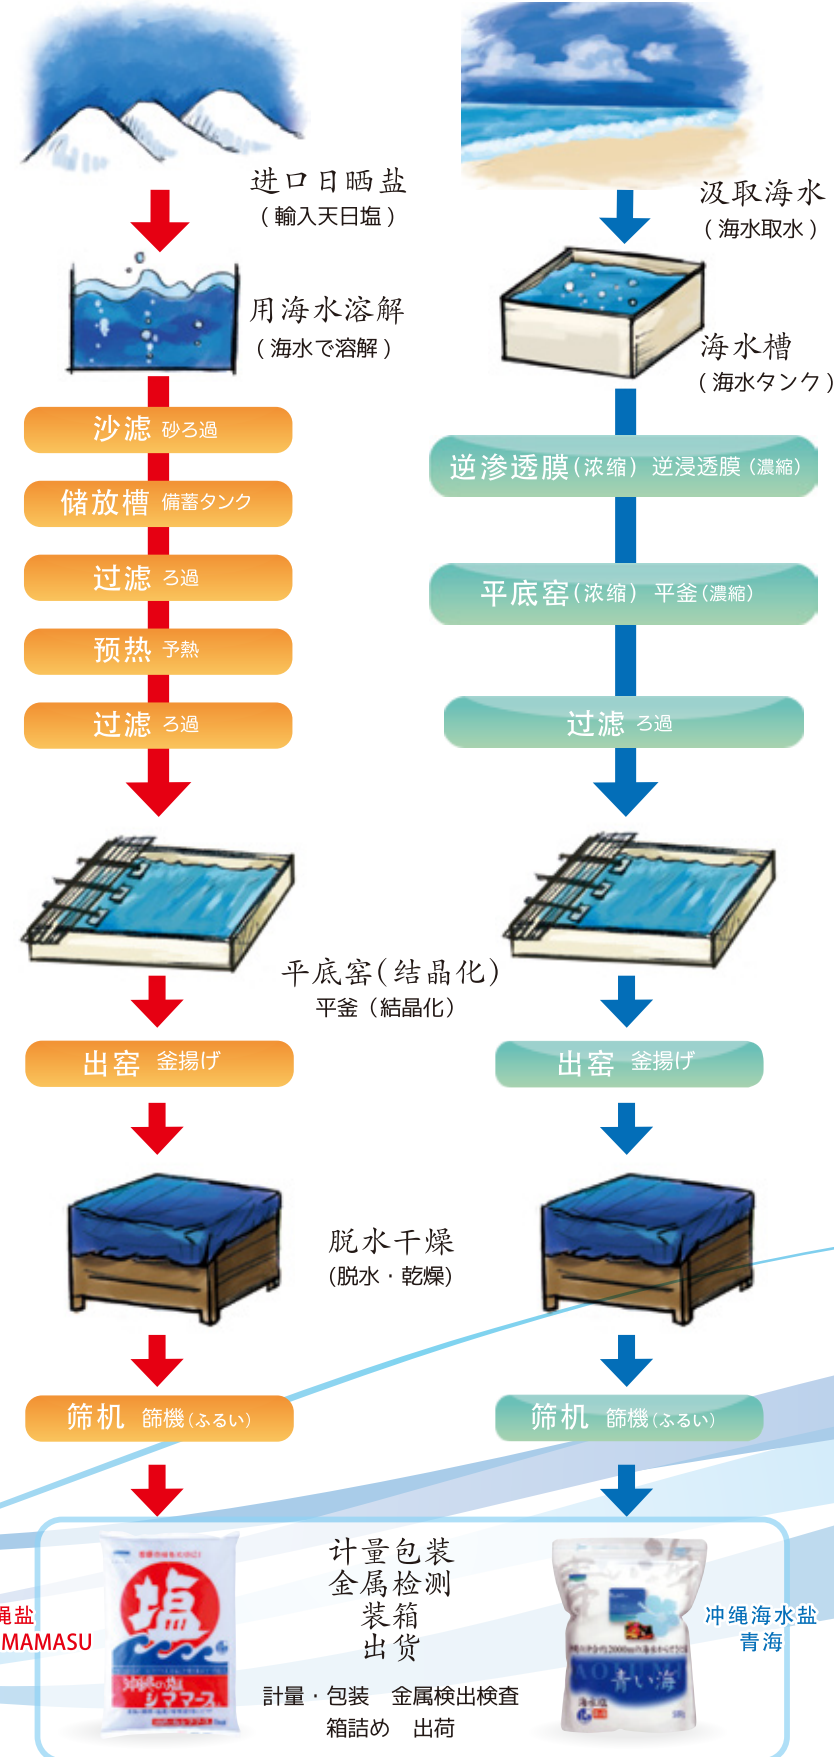 进口日晒盐
(輸入天日塩)
用海水溶解
(海水で溶解)
沙滤 砂ろ過
储放槽 備蓄タンク
过滤 ろ過
预热 予熱
过滤 ろ過
汲取海水
(海水取水)
海水槽
(海水タンク)
逆渗透膜(浓缩) 逆浸透膜(濃縮)
平底窑(浓缩) 平釜(濃縮)
过滤 ろ過
平底窑(结晶化)
平釜(結晶化)
出窑 釜揚げ
出窑 釜揚げ
脱水干燥
(脱水・乾燥)
筛机 篩機(ふるい)
筛机 篩機(ふるい)
计量包装
金属检测
装箱
出货
計量・包装 金属検出検査
箱詰め 出荷
绳盐
MAMASU
塩
沖縄の塩
シママース
冲绳海水盐
青海
青い海
海水塩